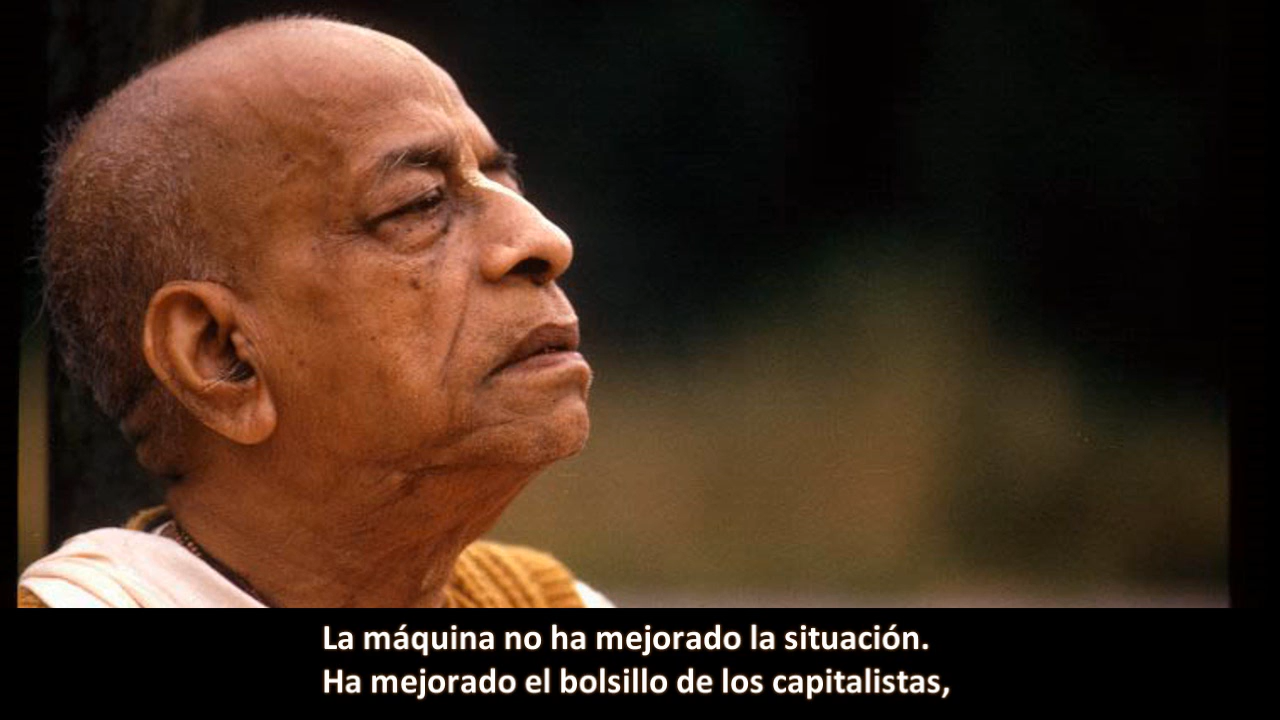 La máquina no ha mejorado la situación.
Ha mejorado el bolsillo de los capitalistas,